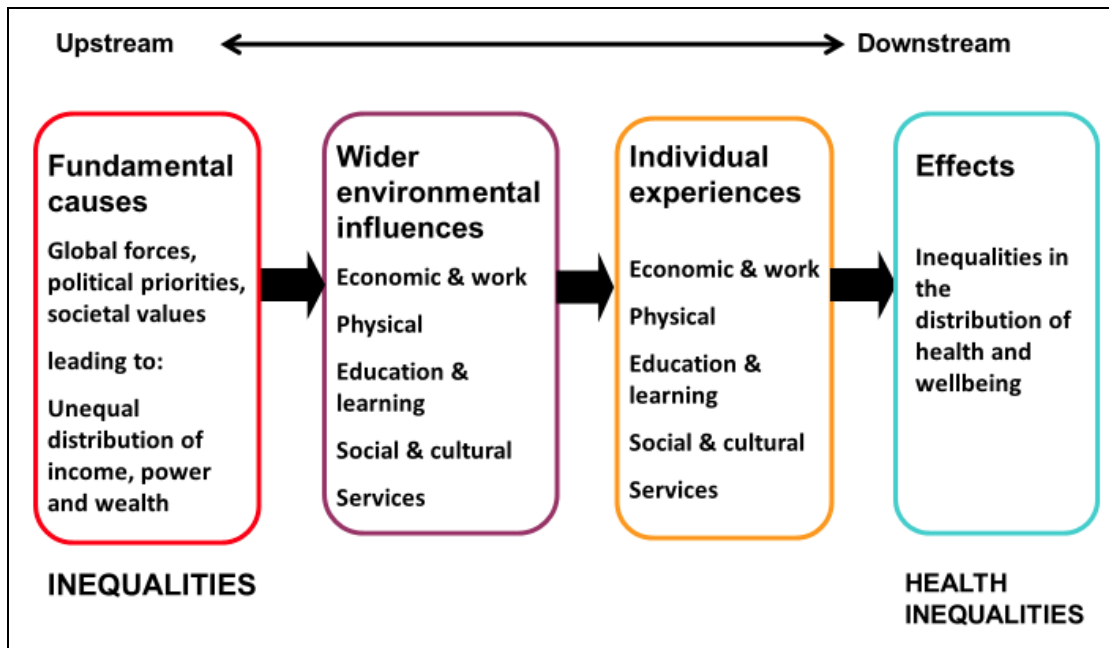 Upstream
Downstream
Fundamental
causes
Global forces,
political priorities,
societal values
leading to:
Unequal
distribution of
income, power
and wealth
Wider
environmental
influences
Economic & work
Physical
Education &
learning
Social & cultural
Services
Individual
experiences
Economic & work
Physical
Education &
learning
Social & cultural
Services
Effects
Inequalities in
the
distribution of
health and
wellbeing
INEQUALITIES
HEALTH
INEQUALITIES